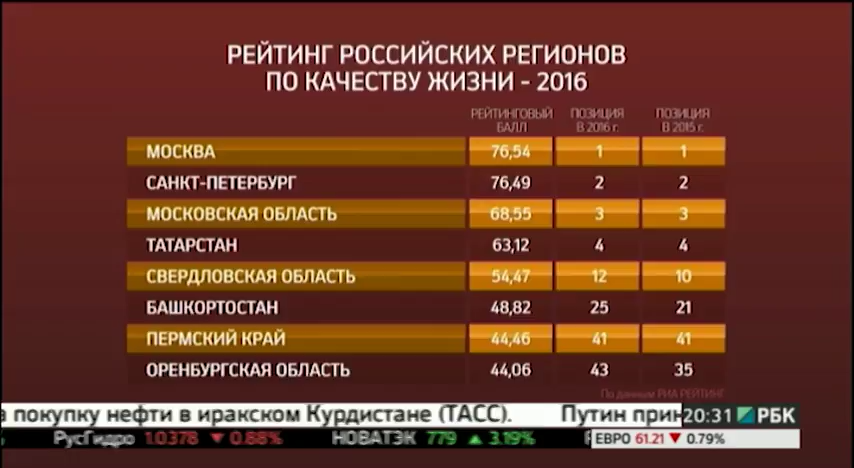 РЕЙТИНГ РОССИЙСКИХ РЕГИОНОВ
ПО КАЧЕСТВУ ЖИЗНИ - 2016
РЕЙТИНГОВЫЙ БАЛЛ ПОЗИЦИЯ В 2016 г. ПОЗИЦИЯ В 2015 г.
МОСКВА 76,54 1 1
САНКТ-ПЕТЕРБУРГ 76,49 2 2
МОСКОВСКАЯ ОБЛАСТЬ 68,55 3 3
ТАТАРСТАН 63,12 4 4
СВЕРДЛОВСКАЯ ОБЛАСТЬ 54,47 12 10
БАШКОРТОСТАН 48,82 25 21
ПЕРМСКИЙ КРАЙ 44,46 41 41
ОРЕНБУРГСКАЯ ОБЛАСТЬ 44,06 43 35
По данным РИА РЕЙТИНГ
а покупку нефти в иракском Курдистане (ТАСС). Путин прин 20:31 РБК
% РусГидро 1.0378 ▼ 0.88% НОВАТЭК 779 ▲ 3.19% ЕВРО 61.21 ▼ 0.79%